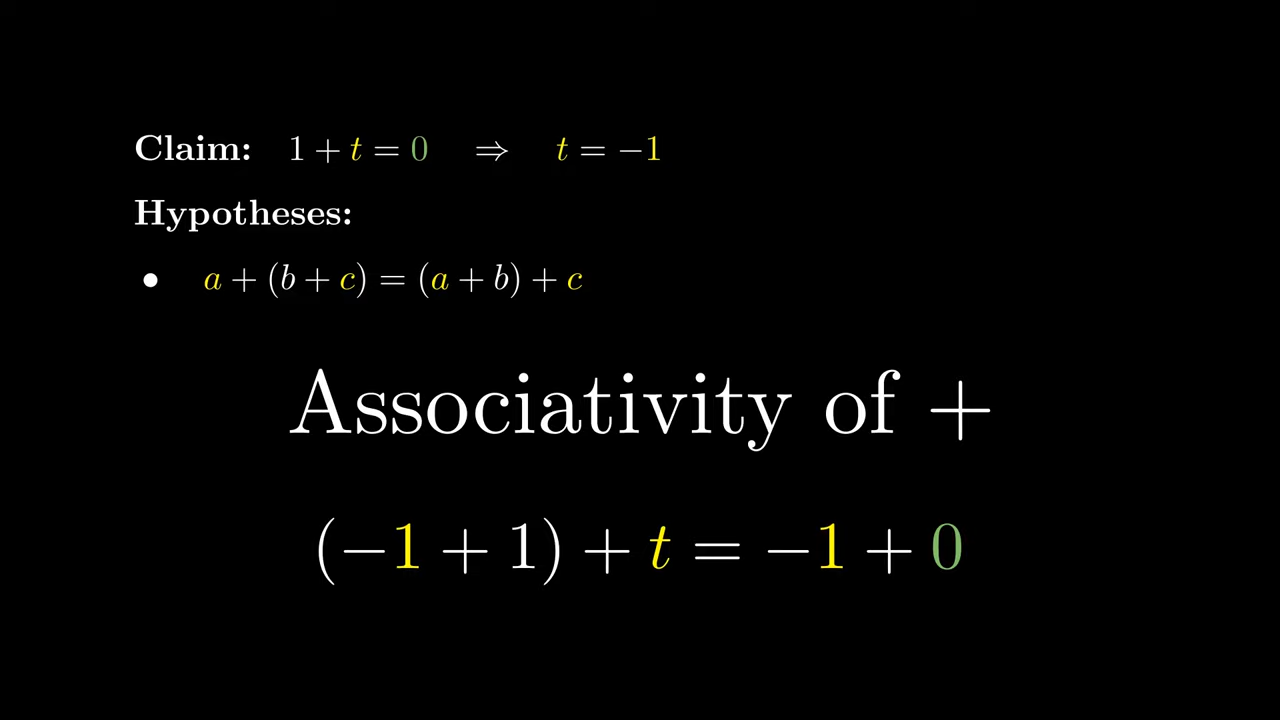 Claim: 1 + t = 0 ⇒ t = −1
Hypotheses:
• a + (b + c) = (a + b) + c
Associativity of +
(−1 + 1) + t = −1 + 0